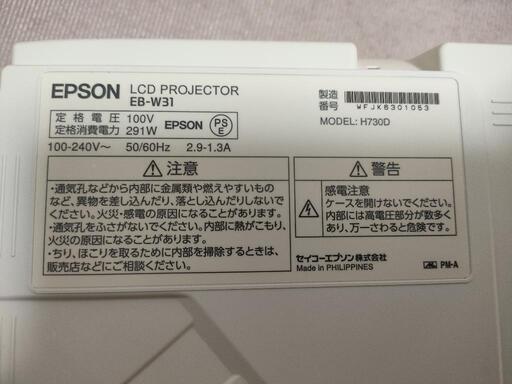 EPSON LCD PROJECTOR
EB-W31
製造
番号 WFJK6301053
MODEL: H730D
定格電圧 100V
定格消費電力 291W EPSON PS E
100-240V～ 50/60Hz 2.9-1.3A
注意
・通気孔などから内部に金属類や燃えやすいもの
など、異物を差し込んだり、落とし込んだりしないで
ください。火災・感電の原因になることがあります。
・通気孔をふさがないでください。内部に熱がこもり、
火災の原因になることがあります。
・ちり、ほこりを取るために内部を掃除するときは、
販売店などにご相談ください。
警告
感電注意
ケースを開けないでください。
内部には高電圧部分が数多く
あり、万一さわると危険です。
セイコーエプソン株式会社
Made in PHILIPPINES
PM-A